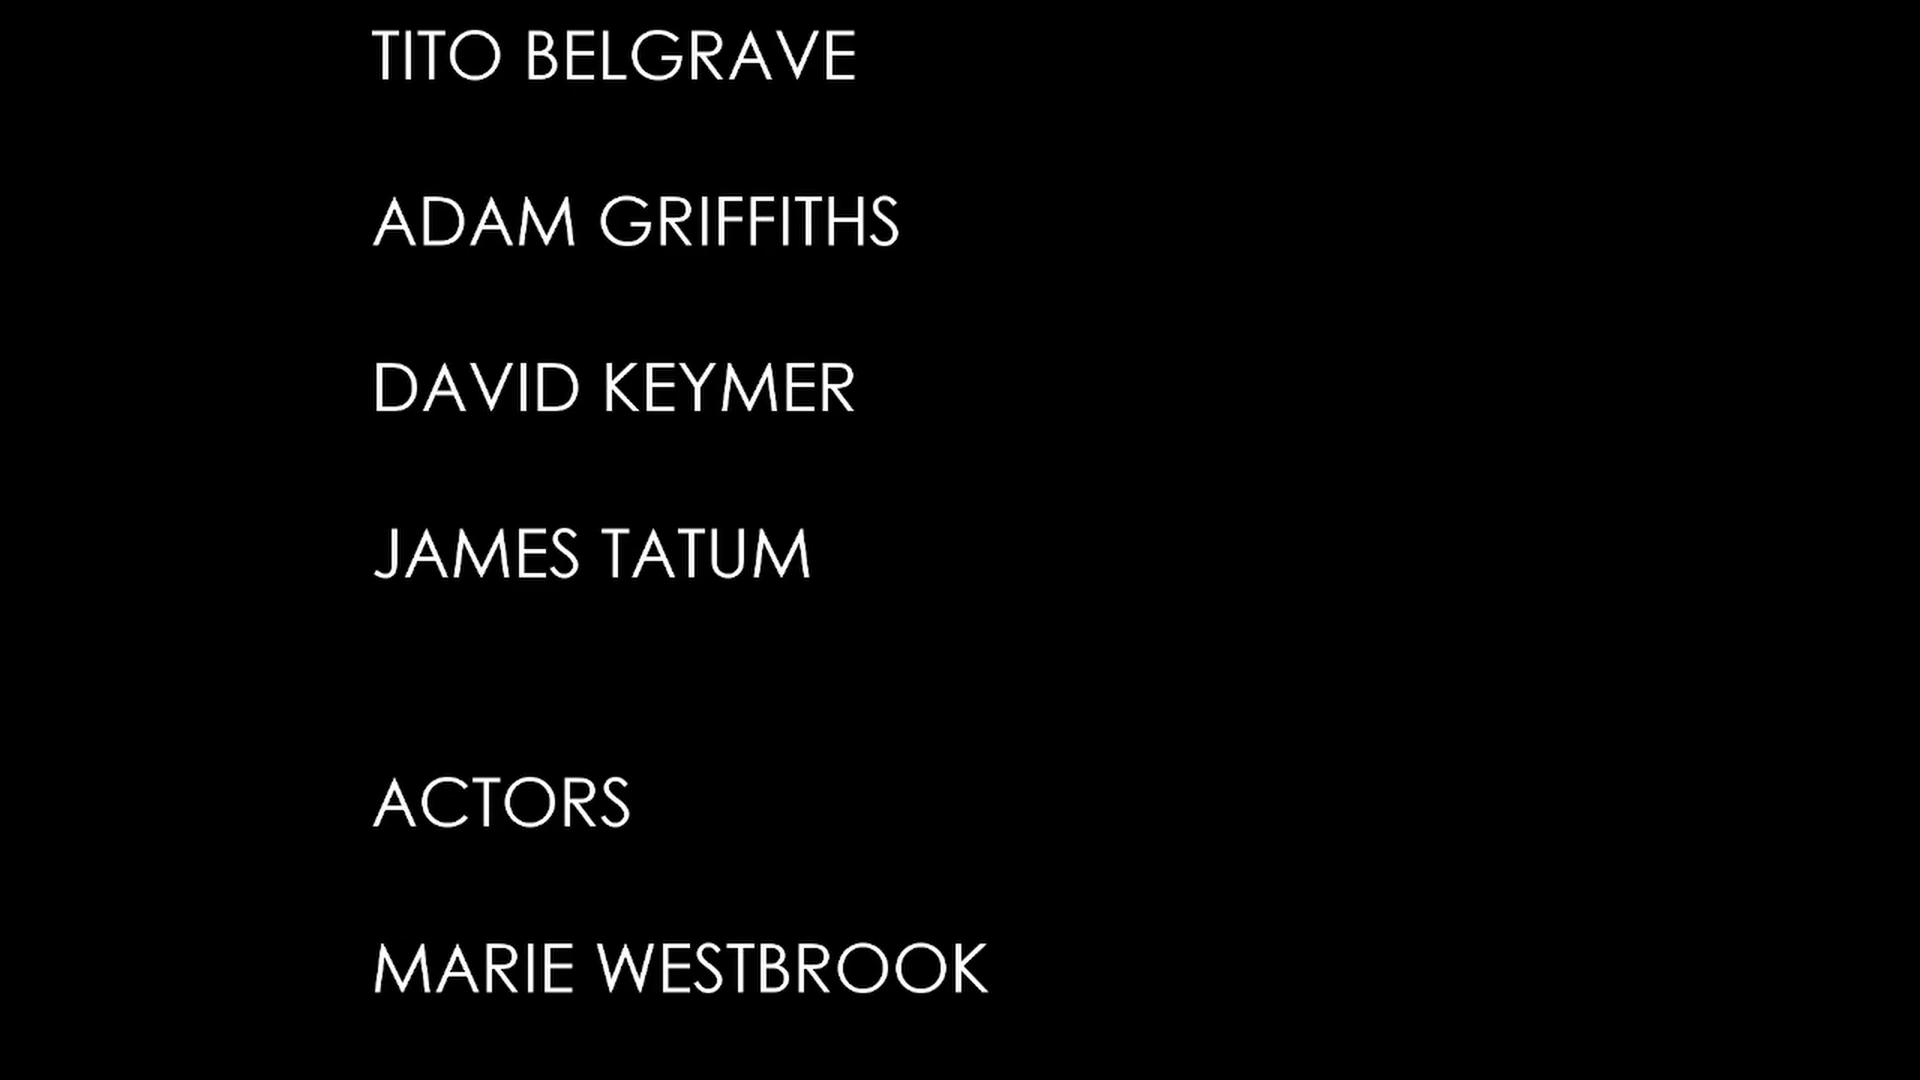 TITO BELGRAVE
ADAM GRIFFITHS
DAVID KEYMER
JAMES TATUM
ACTORS
MARIE WESTBROOK